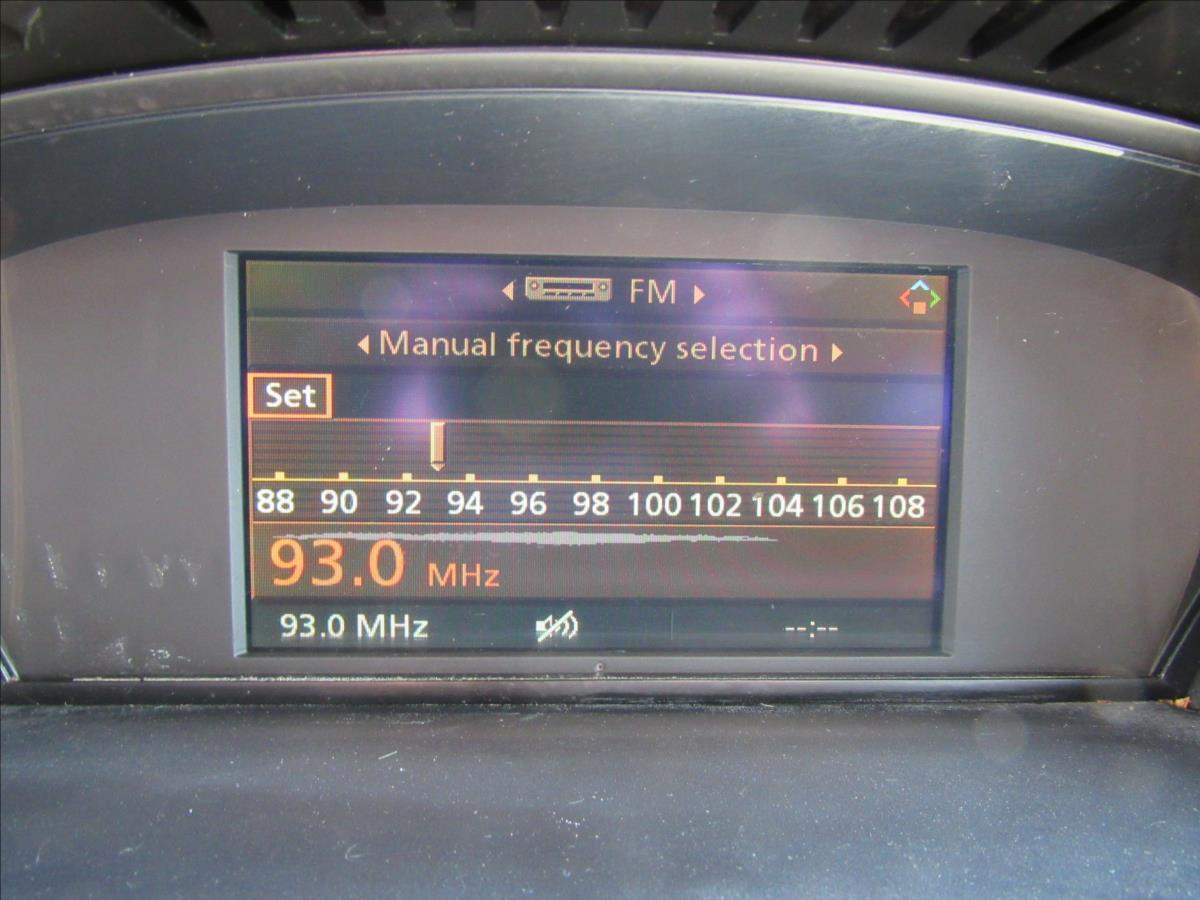 FM
Manual frequency selection
Set
88 90 92 94 96 98 100 102 104 106 108
93.0 MHz
93.0 MHz --:--